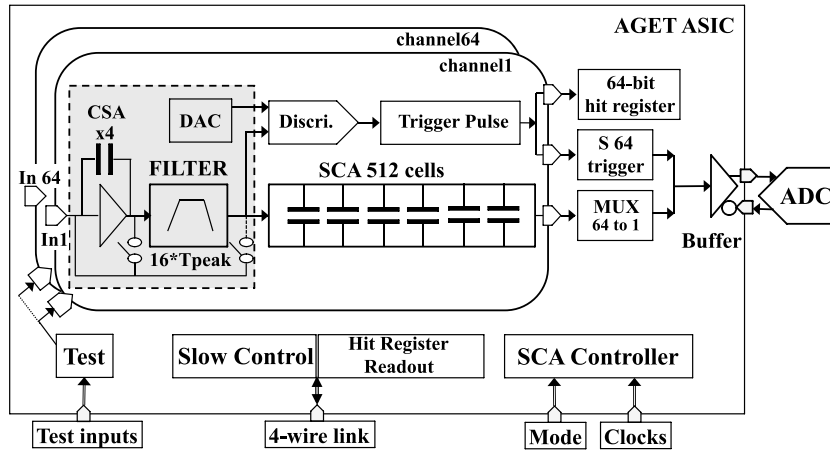 AGET ASIC
channel64
channel1
CSA
x4
DAC
Discri.
Trigger Pulse
64-bit
hit register
S 64
trigger
In 64
In1
FILTER
16*Tpeak
SCA 512 cells
MUX
64 to 1
Buffer
ADC
Test
Slow Control
Hit Register
Readout
SCA Controller
Test inputs
4-wire link
Mode
Clocks